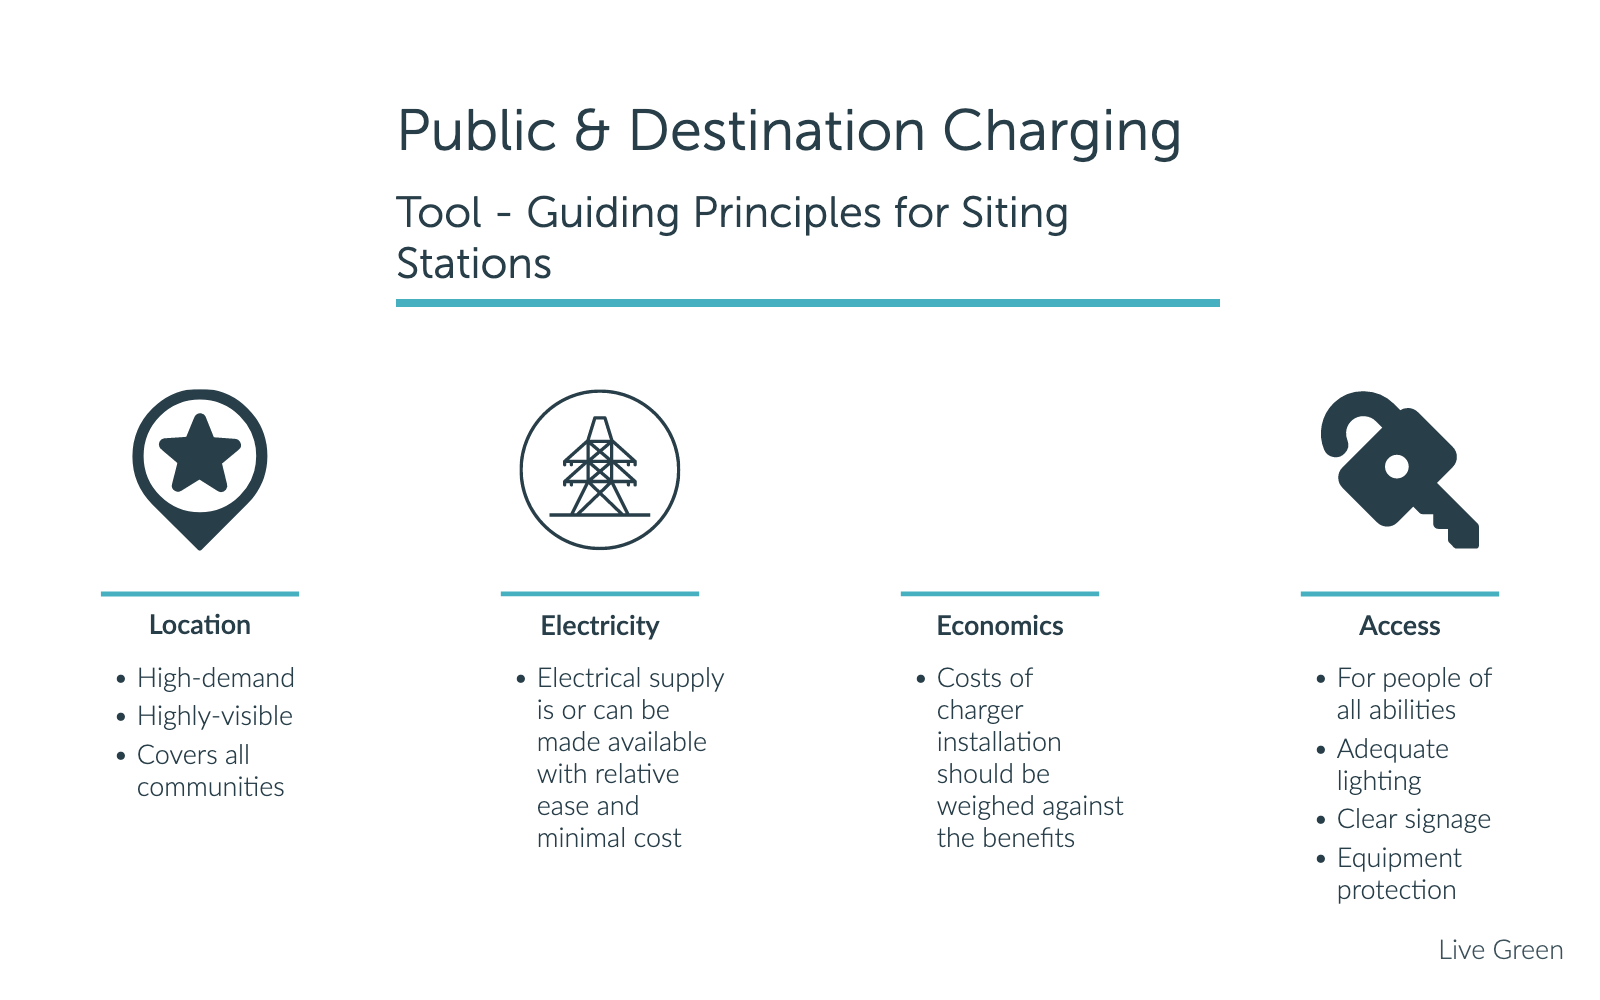 Public & Destination Charging
Tool - Guiding Principles for Siting
Stations
Location
• High-demand
• Highly-visible
• Covers all
communities
Electricity
• Electrical supply
is or can be
made available
with relative
ease and
minimal cost
Economics
• Costs of
charger
installation
should be
weighed against
the benefits
Access
• For people of
all abilities
• Adequate
lighting
• Clear signage
• Equipment
protection
Live Green